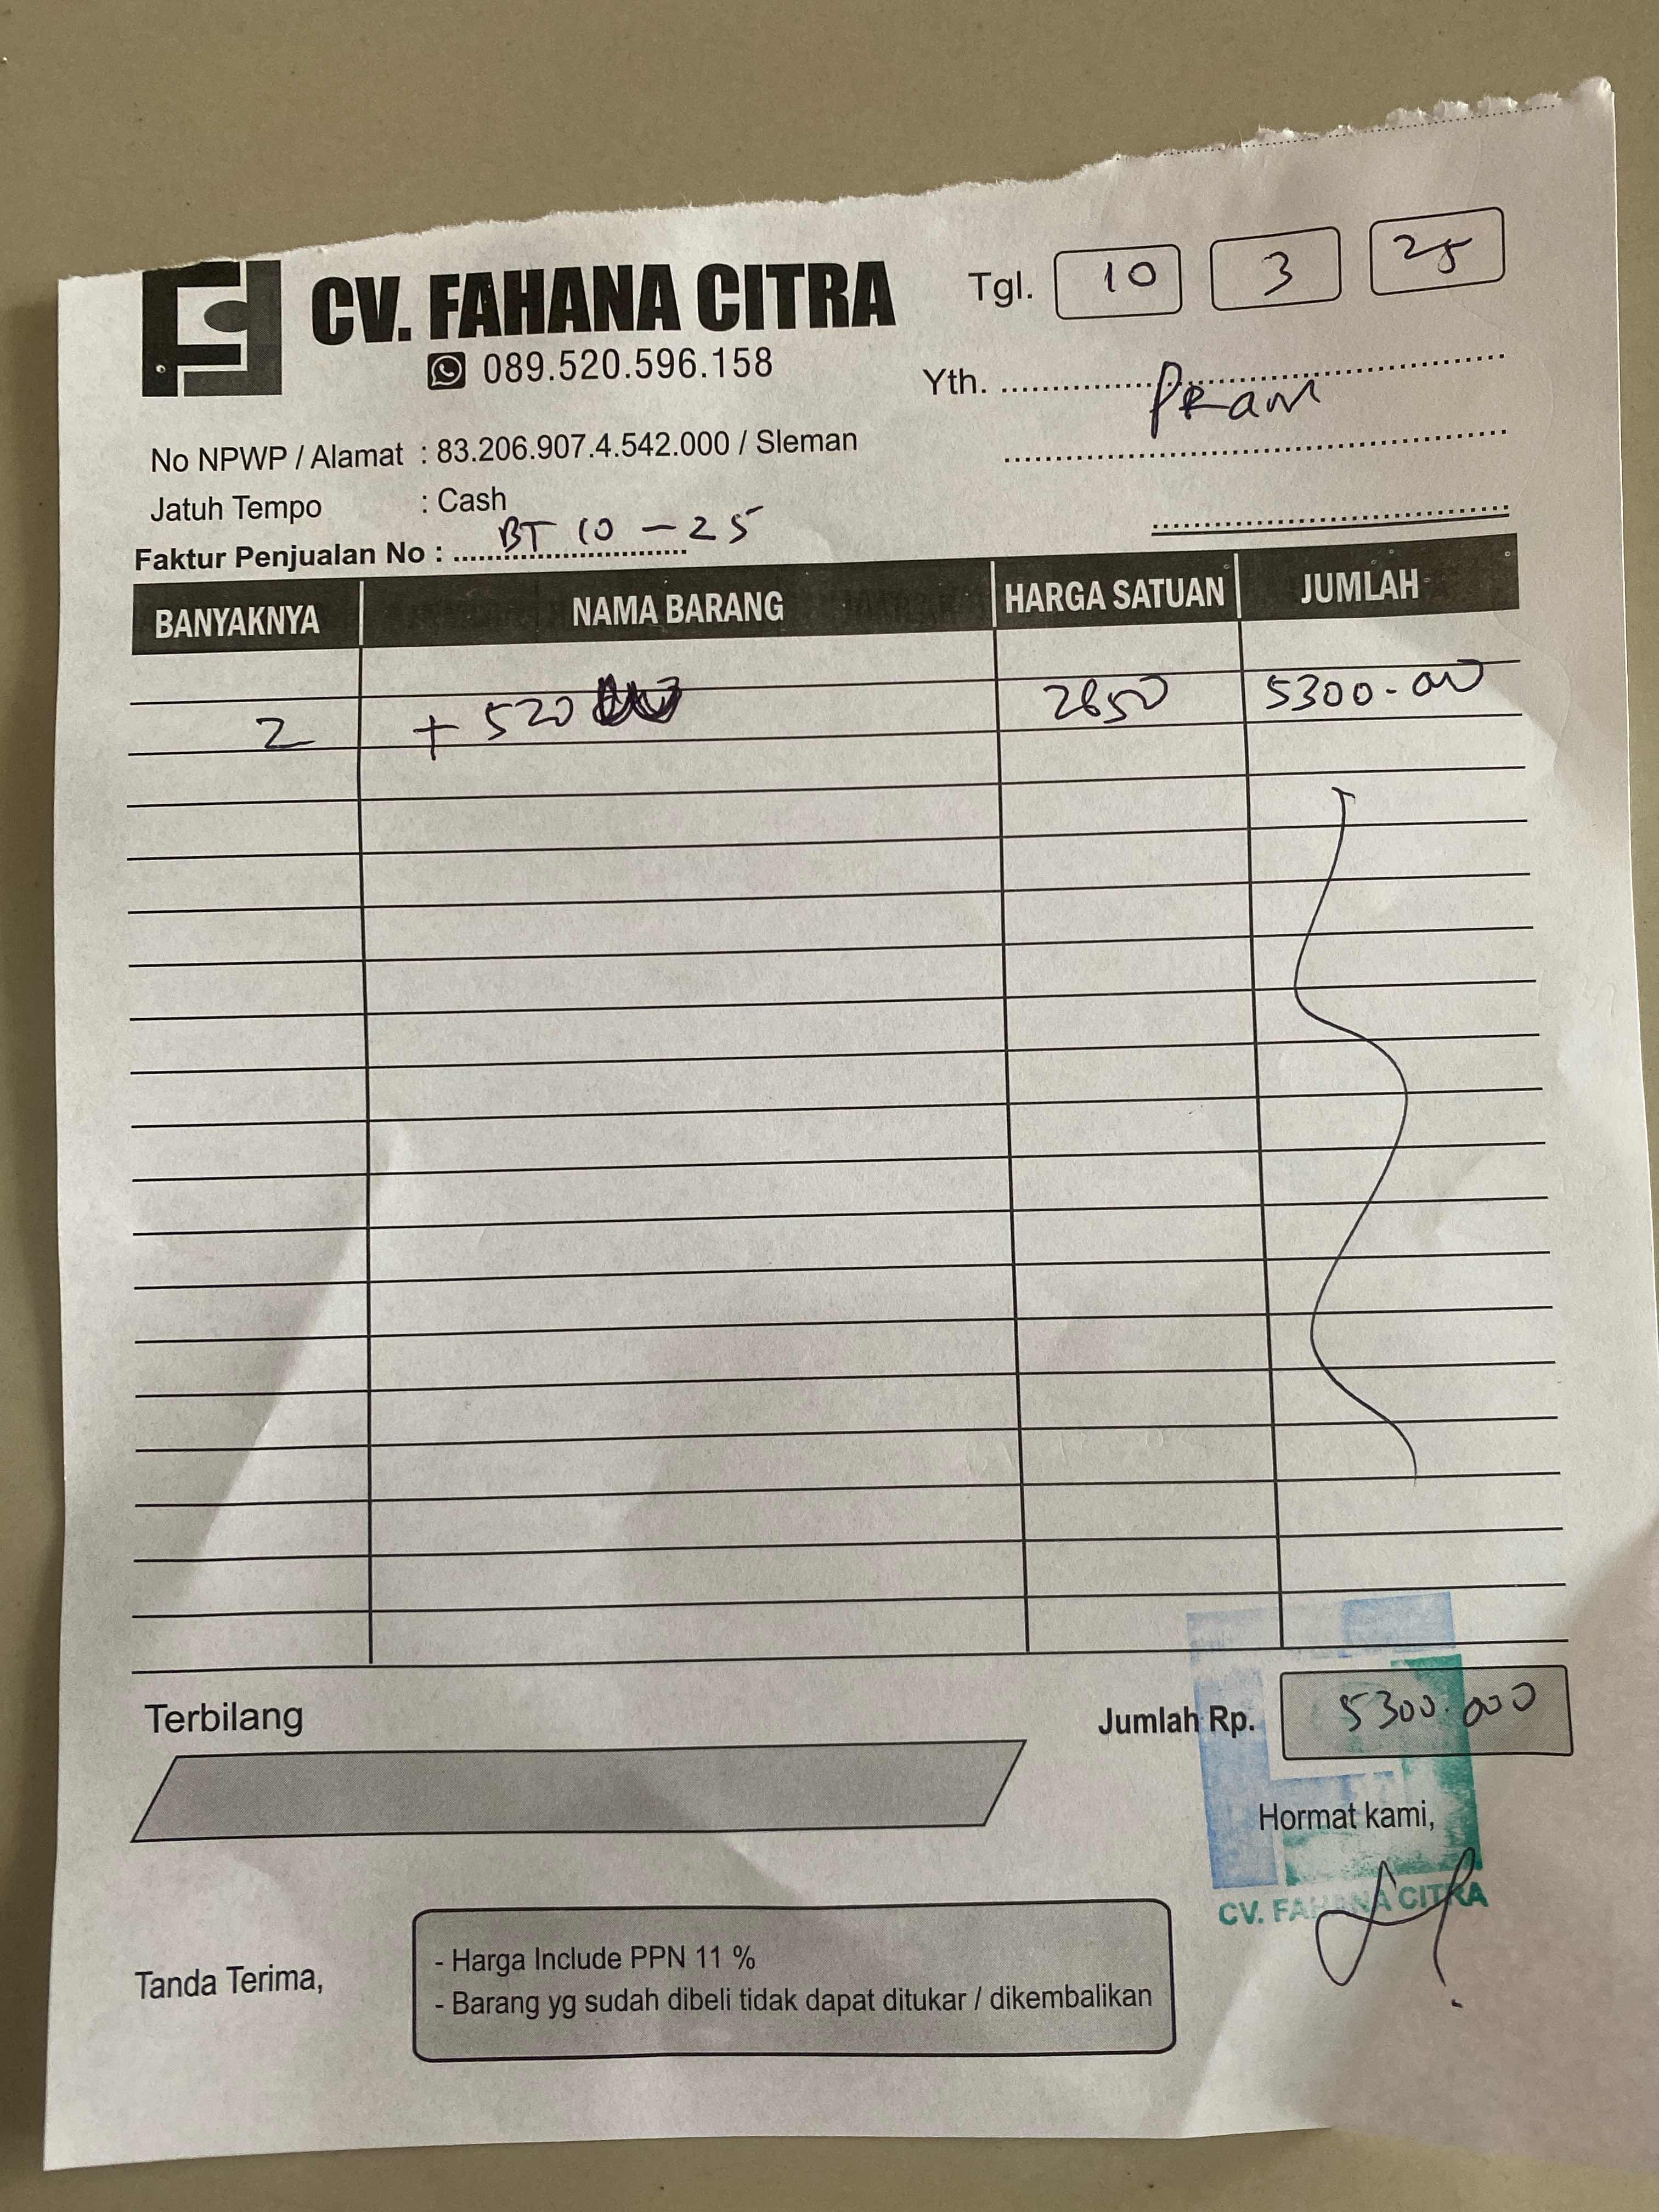 CV. FAHANA CITRA
089.520.596.158
Tgl. 10 3 25
Yth. PRam
No NPWP / Alamat : 83.206.907.4.542.000 / Sleman
Jatuh Tempo : Cash
Faktur Penjualan No : BT 10 - 25
BANYAKNYA NAMA BARANG HARGA SATUAN JUMLAH
2 + 520 2650 5300.000
Terbilang
Jumlah Rp. 5300.000
Hormat kami,
CV. FAHANA CITRA
Tanda Terima,
- Harga Include PPN 11 %
- Barang yg sudah dibeli tidak dapat ditukar / dikembalikan